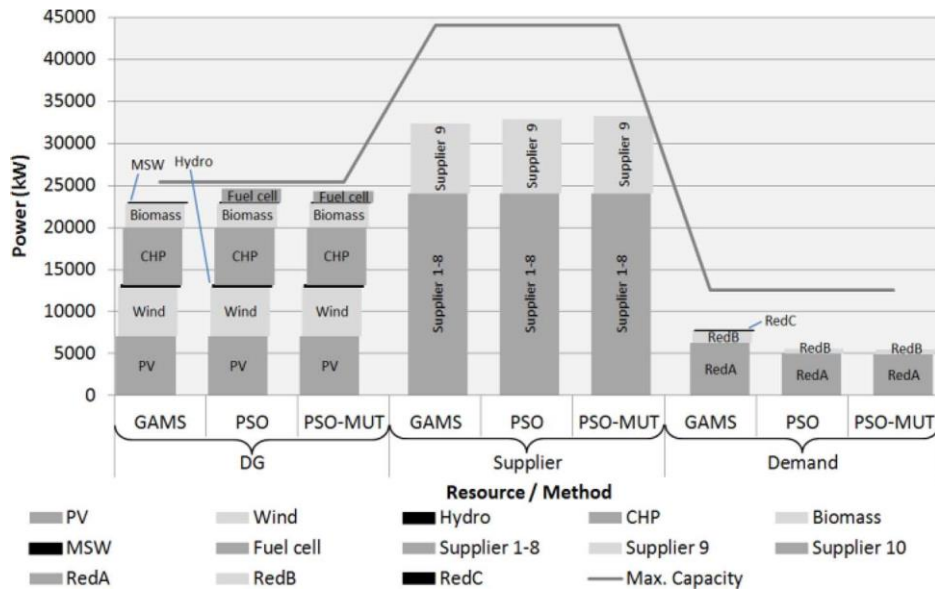 45000
40000
35000
30000
25000
20000
15000
10000
5000
0
Power (kW)
MSW
Hydro
Biomass
CHP
Wind
PV
Fuel cell
Biomass
CHP
Wind
PV
Fuel cell
Biomass
CHP
Wind
PV
Supplier 9
Supplier 1-8
Supplier 9
Supplier 1-8
Supplier 9
Supplier 1-8
RedC
RedB
RedA
RedB
RedA
RedB
RedA
GAMS PSO PSO-MUT GAMS PSO PSO-MUT GAMS PSO PSO-MUT
DG Supplier Demand
Resource / Method
PV Wind Hydro CHP Biomass
MSW Fuel cell Supplier 1-8 Supplier 9 Supplier 10
RedA RedB RedC Max. Capacity